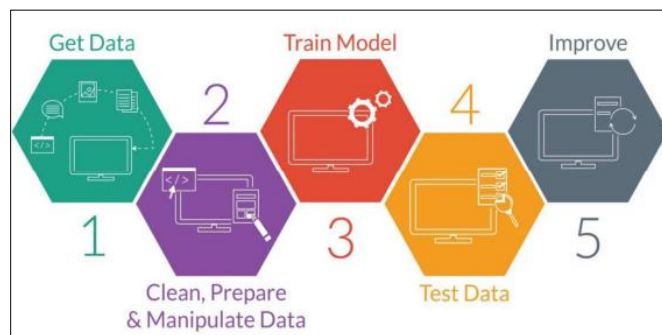 Get Data
1
2
Clean, Prepare
& Manipulate Data
Train Model
3
4
Test Data
Improve
5
</>
</>